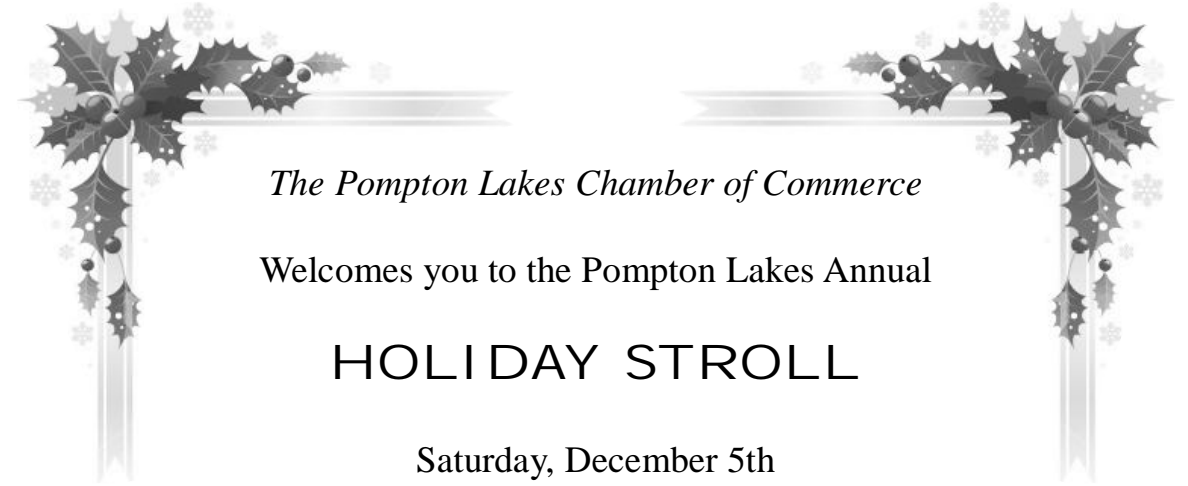 The Pompton Lakes Chamber of Commerce
Welcomes you to the Pompton Lakes Annual
HOLIDAY STROLL
Saturday, December 5th